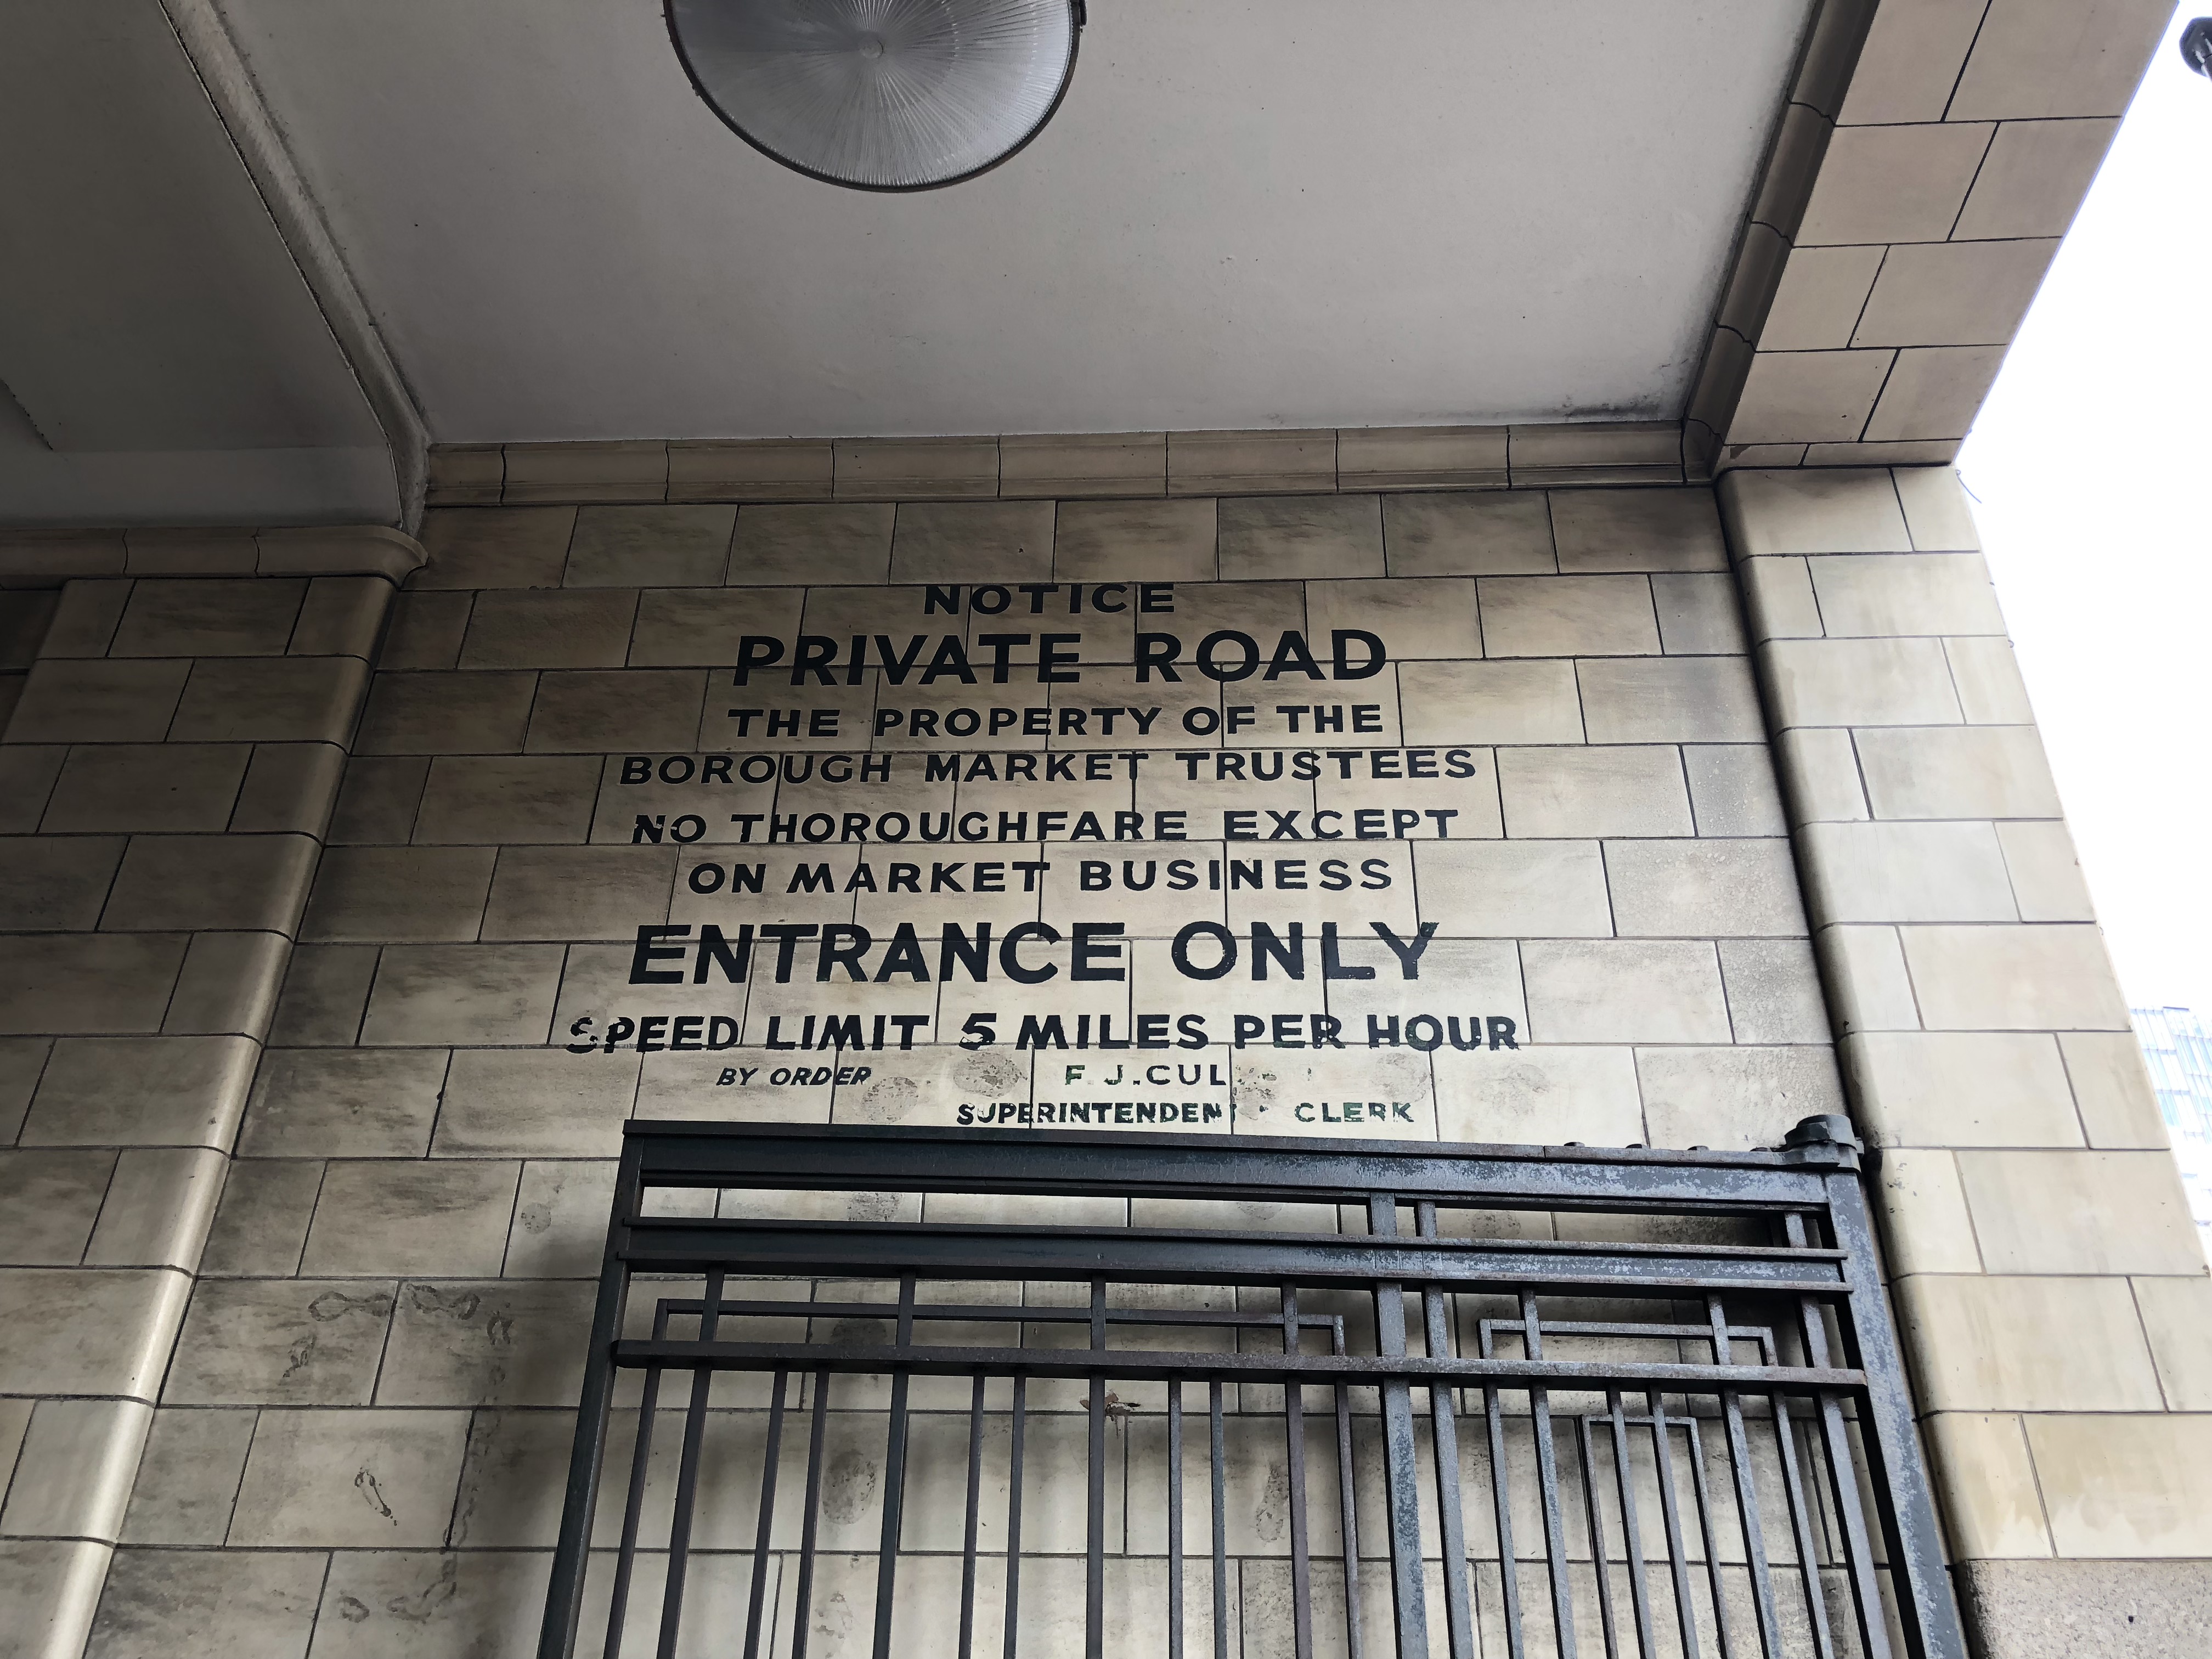 NOTICE
PRIVATE ROAD
THE PROPERTY OF THE
BOROUGH MARKET TRUSTEES
NO THOROUGHFARE EXCEPT
ON MARKET BUSINESS
ENTRANCE ONLY
SPEED LIMIT 5 MILES PER HOUR
BY ORDER F. J.
SUPERINTENDENT CLERK